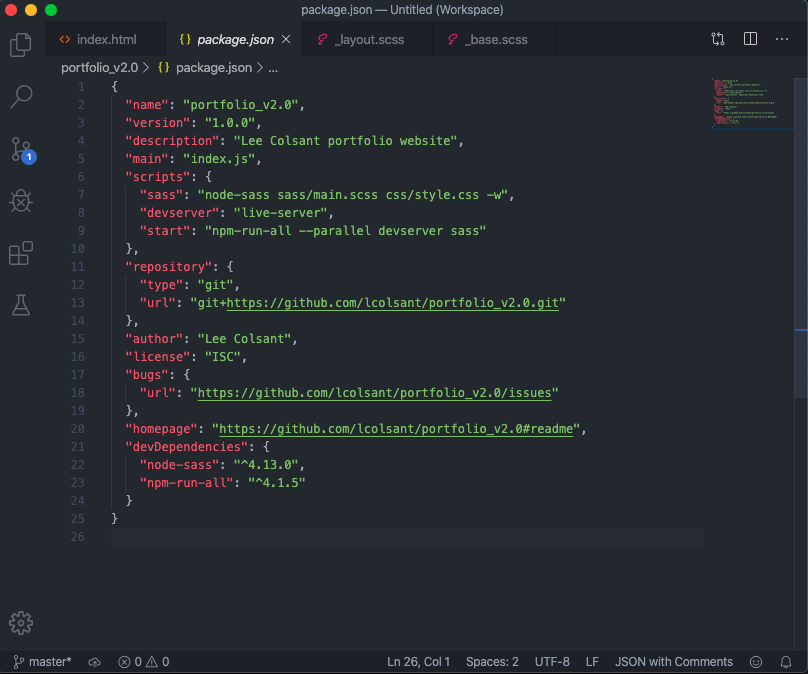 package.json — Untitled (Workspace)
index.html
{} package.json ×
_layout.scss
_base.scss
portfolio_v2.0 > {} package.json > ...
1 {
2 "name": "portfolio_v2.0",
3 "version": "1.0.0",
4 "description": "Lee Colsant portfolio website",
5 "main": "index.js",
6 "scripts": {
7 "sass": "node-sass sass/main.scss css/style.css -w",
8 "devserver": "live-server",
9 "start": "npm-run-all --parallel devserver sass"
10 },
11 "repository": {
12 "type": "git",
13 "url": "git+https://github.com/lcolsant/portfolio_v2.0.git"
14 },
15 "author": "Lee Colsant",
16 "license": "ISC",
17 "bugs": {
18 "url": "https://github.com/lcolsant/portfolio_v2.0/issues"
19 },
20 "homepage": "https://github.com/lcolsant/portfolio_v2.0#readme",
21 "devDependencies": {
22 "node-sass": "^4.13.0",
23 "npm-run-all": "^4.1.5"
24 }
25 }
26
1
master* 0 0 Ln 26, Col 1 Spaces: 2 UTF-8 LF JSON with Comments